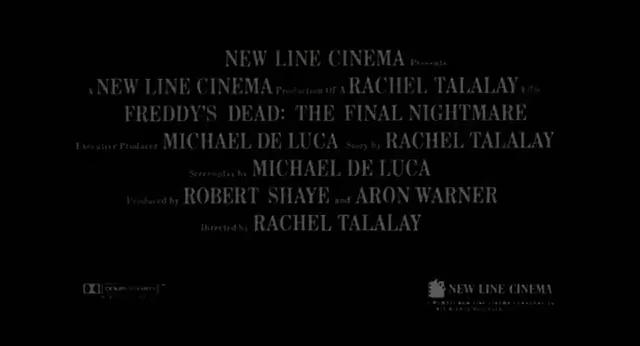 NEW LINE CINEMA Presents
A NEW LINE CINEMA Production Of A RACHEL TALALAY Film
FREDDY'S DEAD: THE FINAL NIGHTMARE
Executive Producer MICHAEL DE LUCA Story by RACHEL TALALAY
Screenplay by MICHAEL DE LUCA
Produced by ROBERT SHAYE and ARON WARNER
Directed by RACHEL TALALAY
DOLBY STEREO
NEW LINE CINEMA